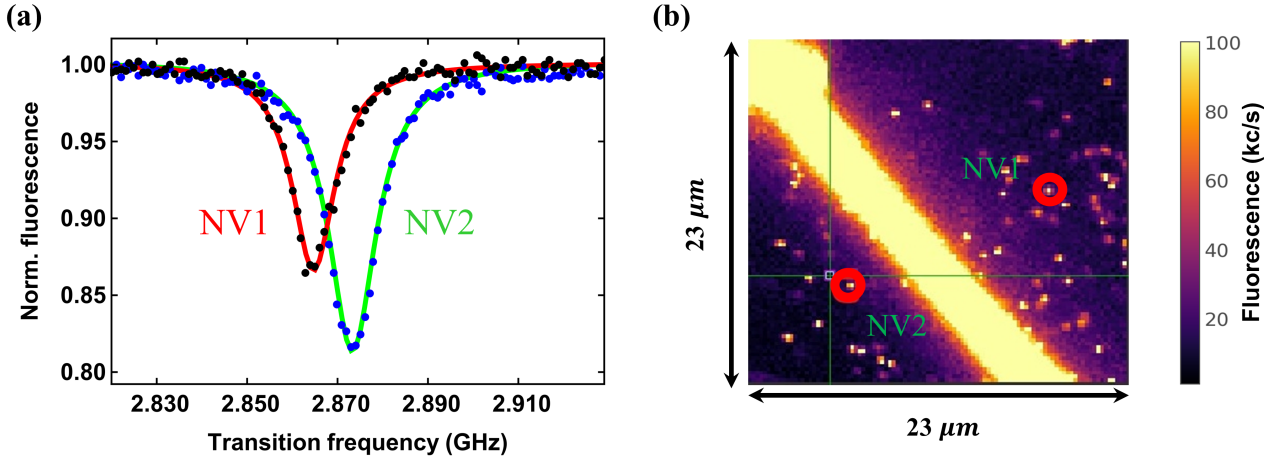 (a)
1.00
0.95
0.90
0.85
0.80
Norm. fluorescence
NV1
NV2
2.830 2.850 2.870 2.890 2.910
Transition frequency (GHz)
(b)
23 μm
NV1
NV2
23 μm
100
80
60
40
20
Fluorescence (kc/s)